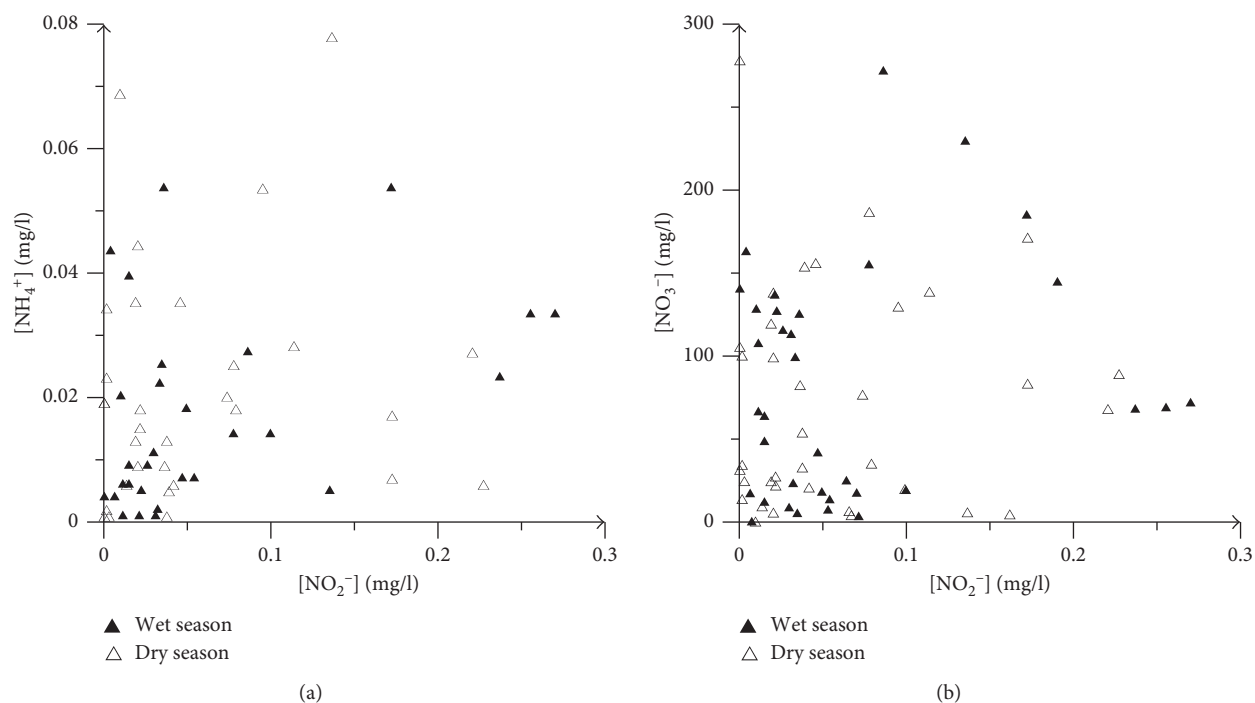 0.08
0.06
0.04
0.02
0
[NH₄⁺] (mg/l)
0 0.1 0.2 0.3
[NO₂⁻] (mg/l)
Wet season
Dry season
(a)
300
200
100
0
[NO₃⁻] (mg/l)
0 0.1 0.2 0.3
[NO₂⁻] (mg/l)
Wet season
Dry season
(b)